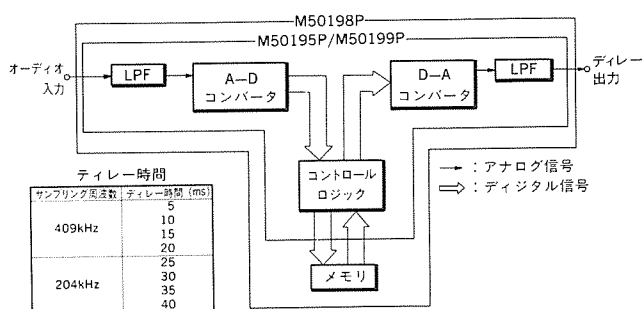 M50198P
M50195P/M50199P
オーディオ
入力
LPF
A−D
コンバータ
D−A
コンバータ
LPF
ディレー
出力
コントロール
ロジック
メモリ
→ : アナログ信号
⇨ : ディジタル信号
ティレー時間
サンプリング周波数 ディレー時間 (ms)
409kHz
5
10
15
20
204kHz
25
30
35
40